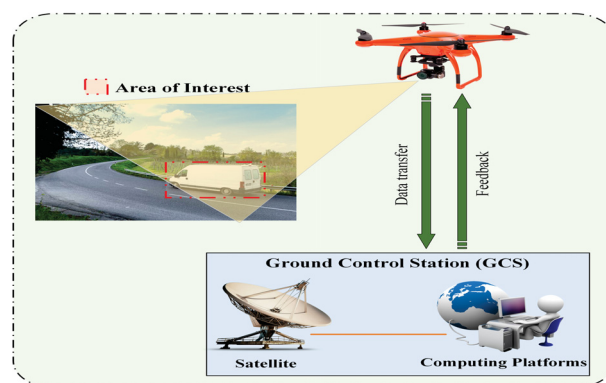 Area of Interest
Data transfer
Feedback
Ground Control Station (GCS)
Satellite
Computing Platforms